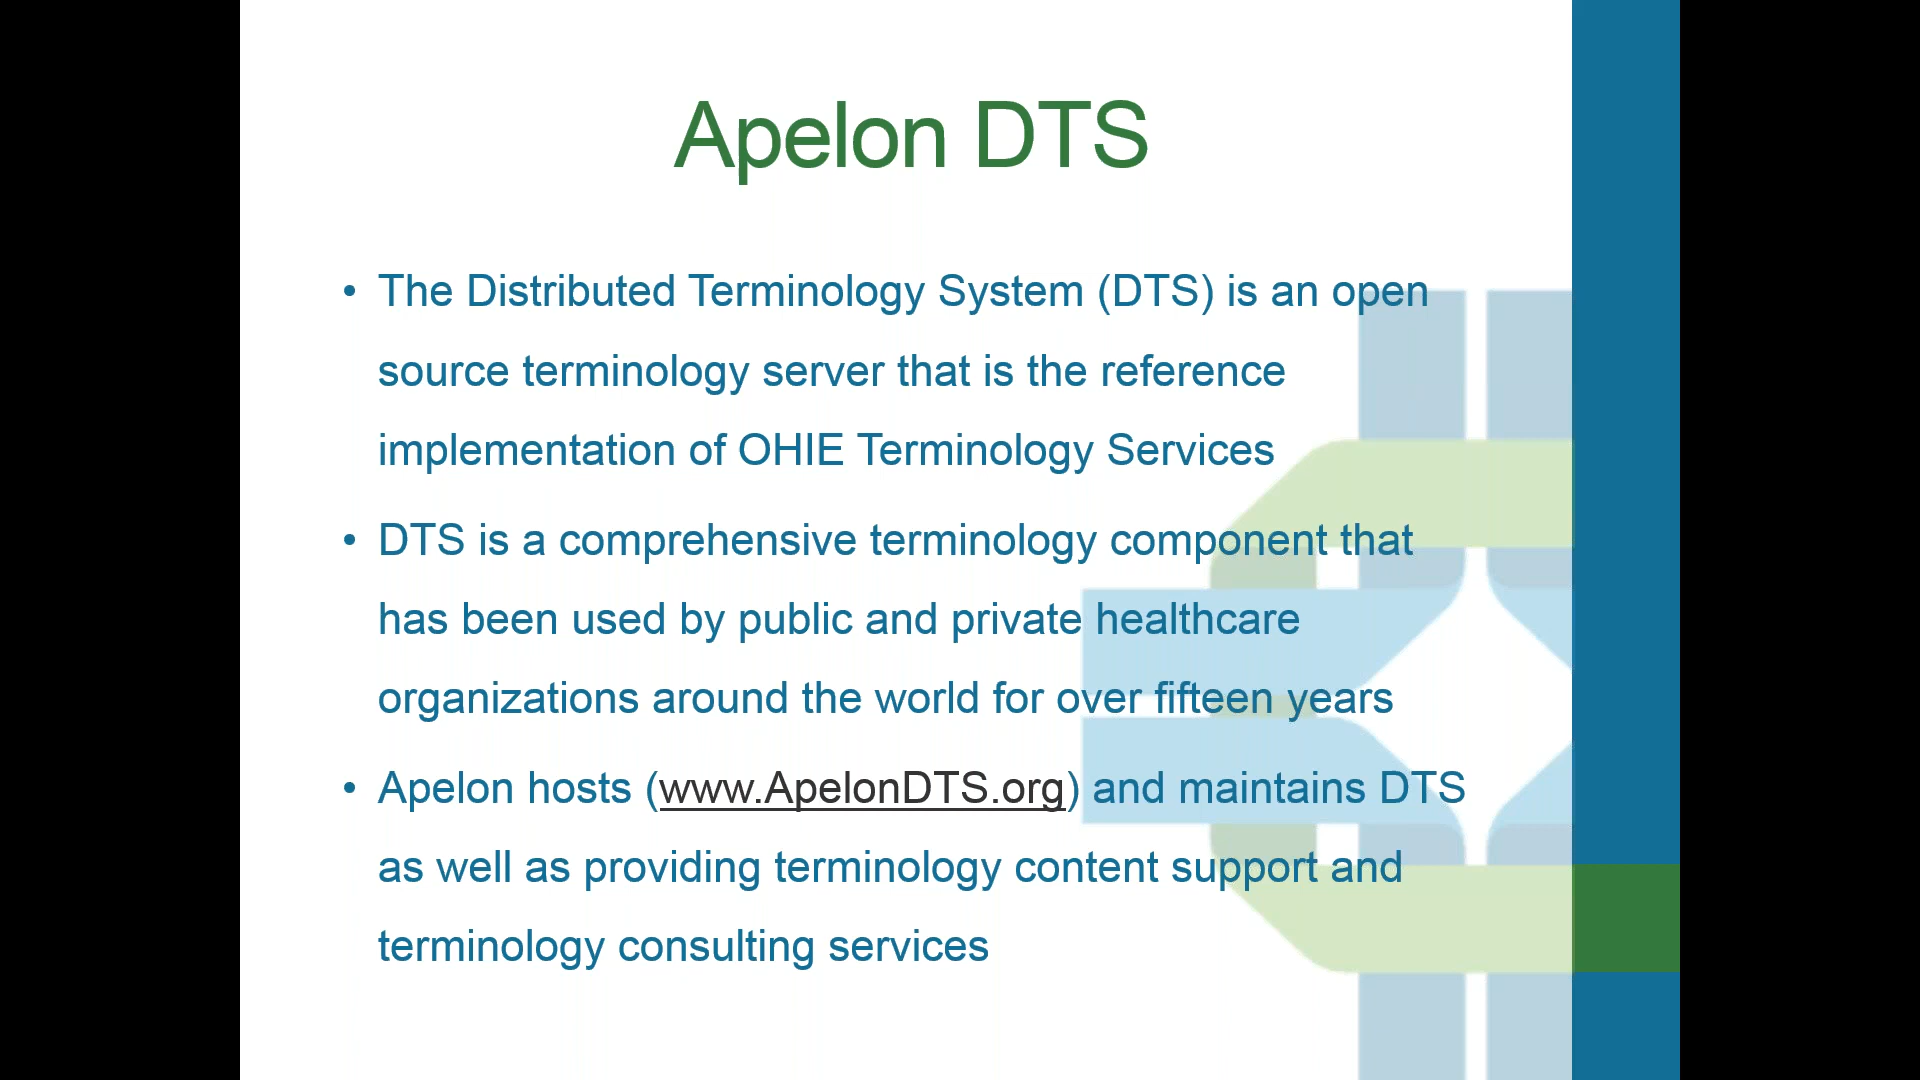 Apelon DTS
• The Distributed Terminology System (DTS) is an open
source terminology server that is the reference
implementation of OHIE Terminology Services
• DTS is a comprehensive terminology component that
has been used by public and private healthcare
organizations around the world for over fifteen years
• Apelon hosts (www.ApelonDTS.org) and maintains DTS
as well as providing terminology content support and
terminology consulting services